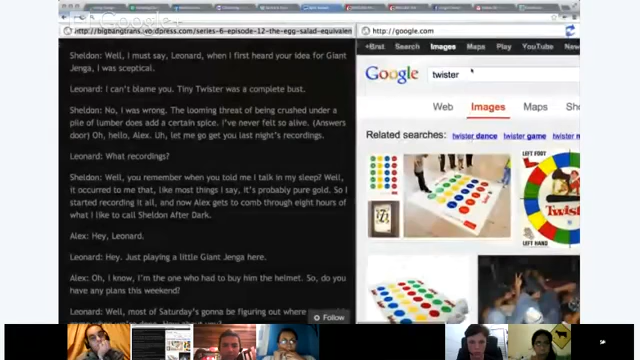 http://bigbangtrans.wordpress.com/series-6-episode-12-the-egg-salad-equivalen
Sheldon: Well, I must say, Leonard, when I first heard your idea for Giant
Jenga, I was sceptical.
Leonard: I can't blame you. Tiny Twister was a complete bust.
Sheldon: No, I was wrong. The looming threat of being crushed under a
pile of lumber does add a certain spice. I've never felt so alive. (Answers
door) Oh, hello, Alex. Uh, let me go get you last night's recordings.
Leonard: What recordings?
Sheldon: Well, you remember when you told me I talk in my sleep? Well,
it occurred to me that, like most things I say, it's probably pure gold. So I
started recording it all, and now Alex gets to comb through eight hours of
what I like to call Sheldon After Dark.
Alex: Hey, Leonard.
Leonard: Hey. Just playing a little Giant Jenga here.
Alex: Oh, I know, I'm the one who had to buy him the helmet. So, do you
have any plans this weekend?
Leonard: Well, most of Saturday's gonna be figuring out where
Follow
http://google.com
+Brat Search Images Maps Play YouTube New
Google
twister
Web Images Maps Sho
Related searches: twister dance twister game twister n
LEFT FOOT
Twist
LEFT HAND